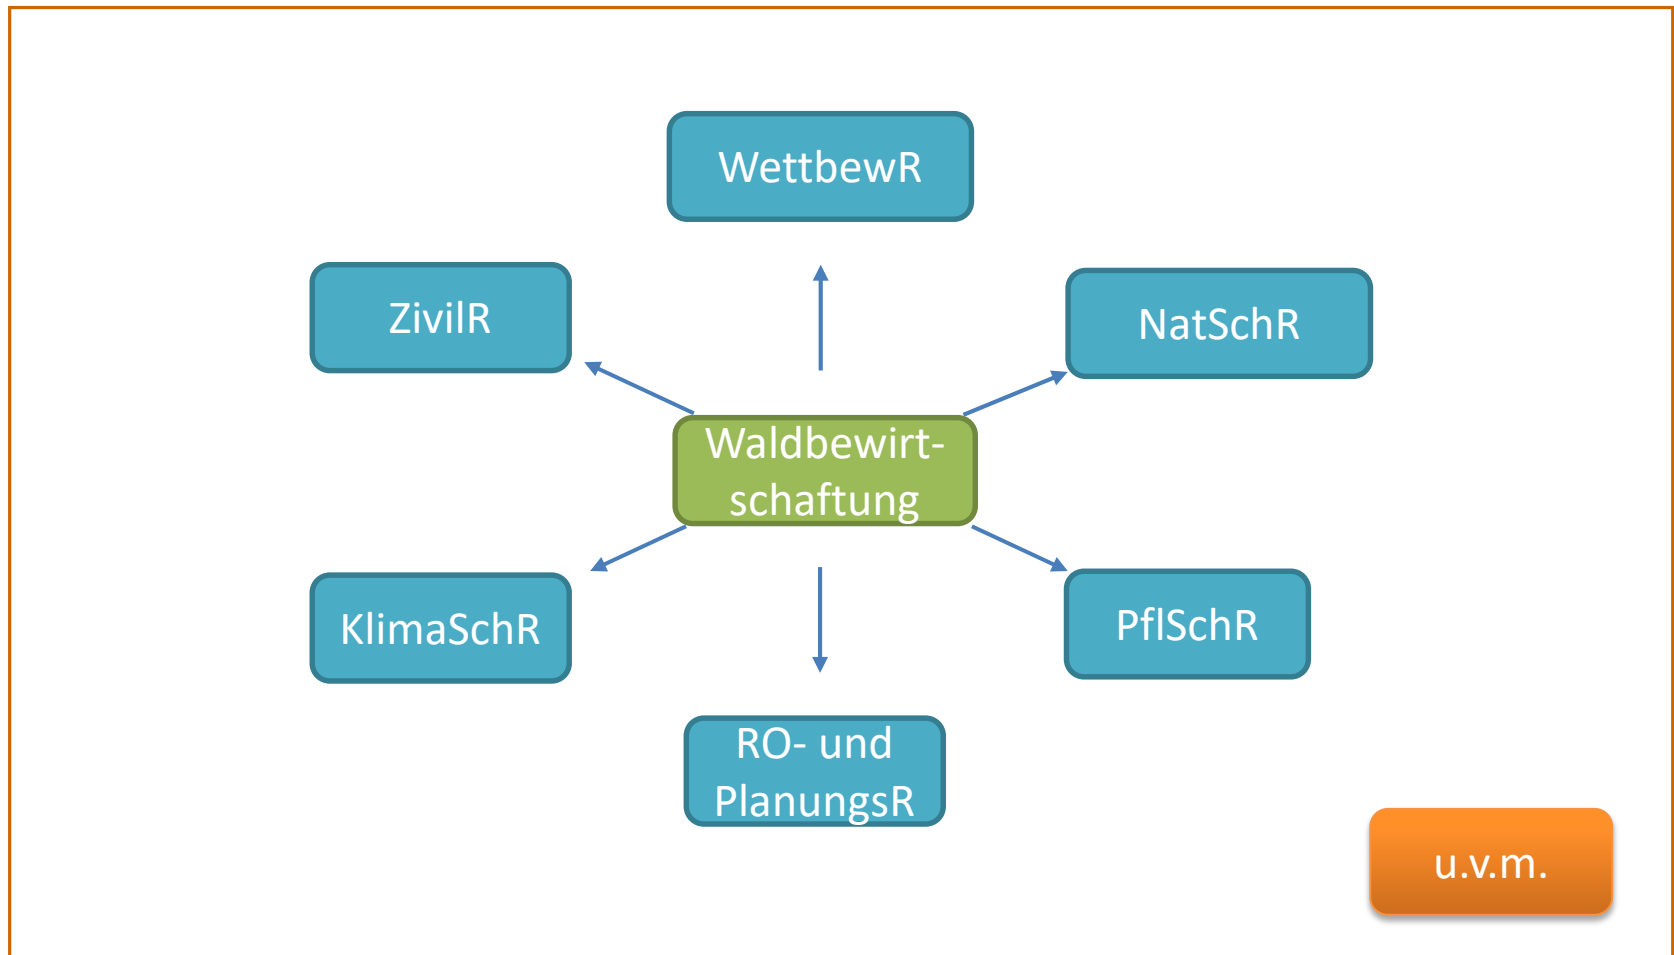 WettbewR
ZivilR
NatSchR
Waldbewirt-
schaftung
KlimaSchR
PflSchR
RO- und
PlanungsR
u.v.m.